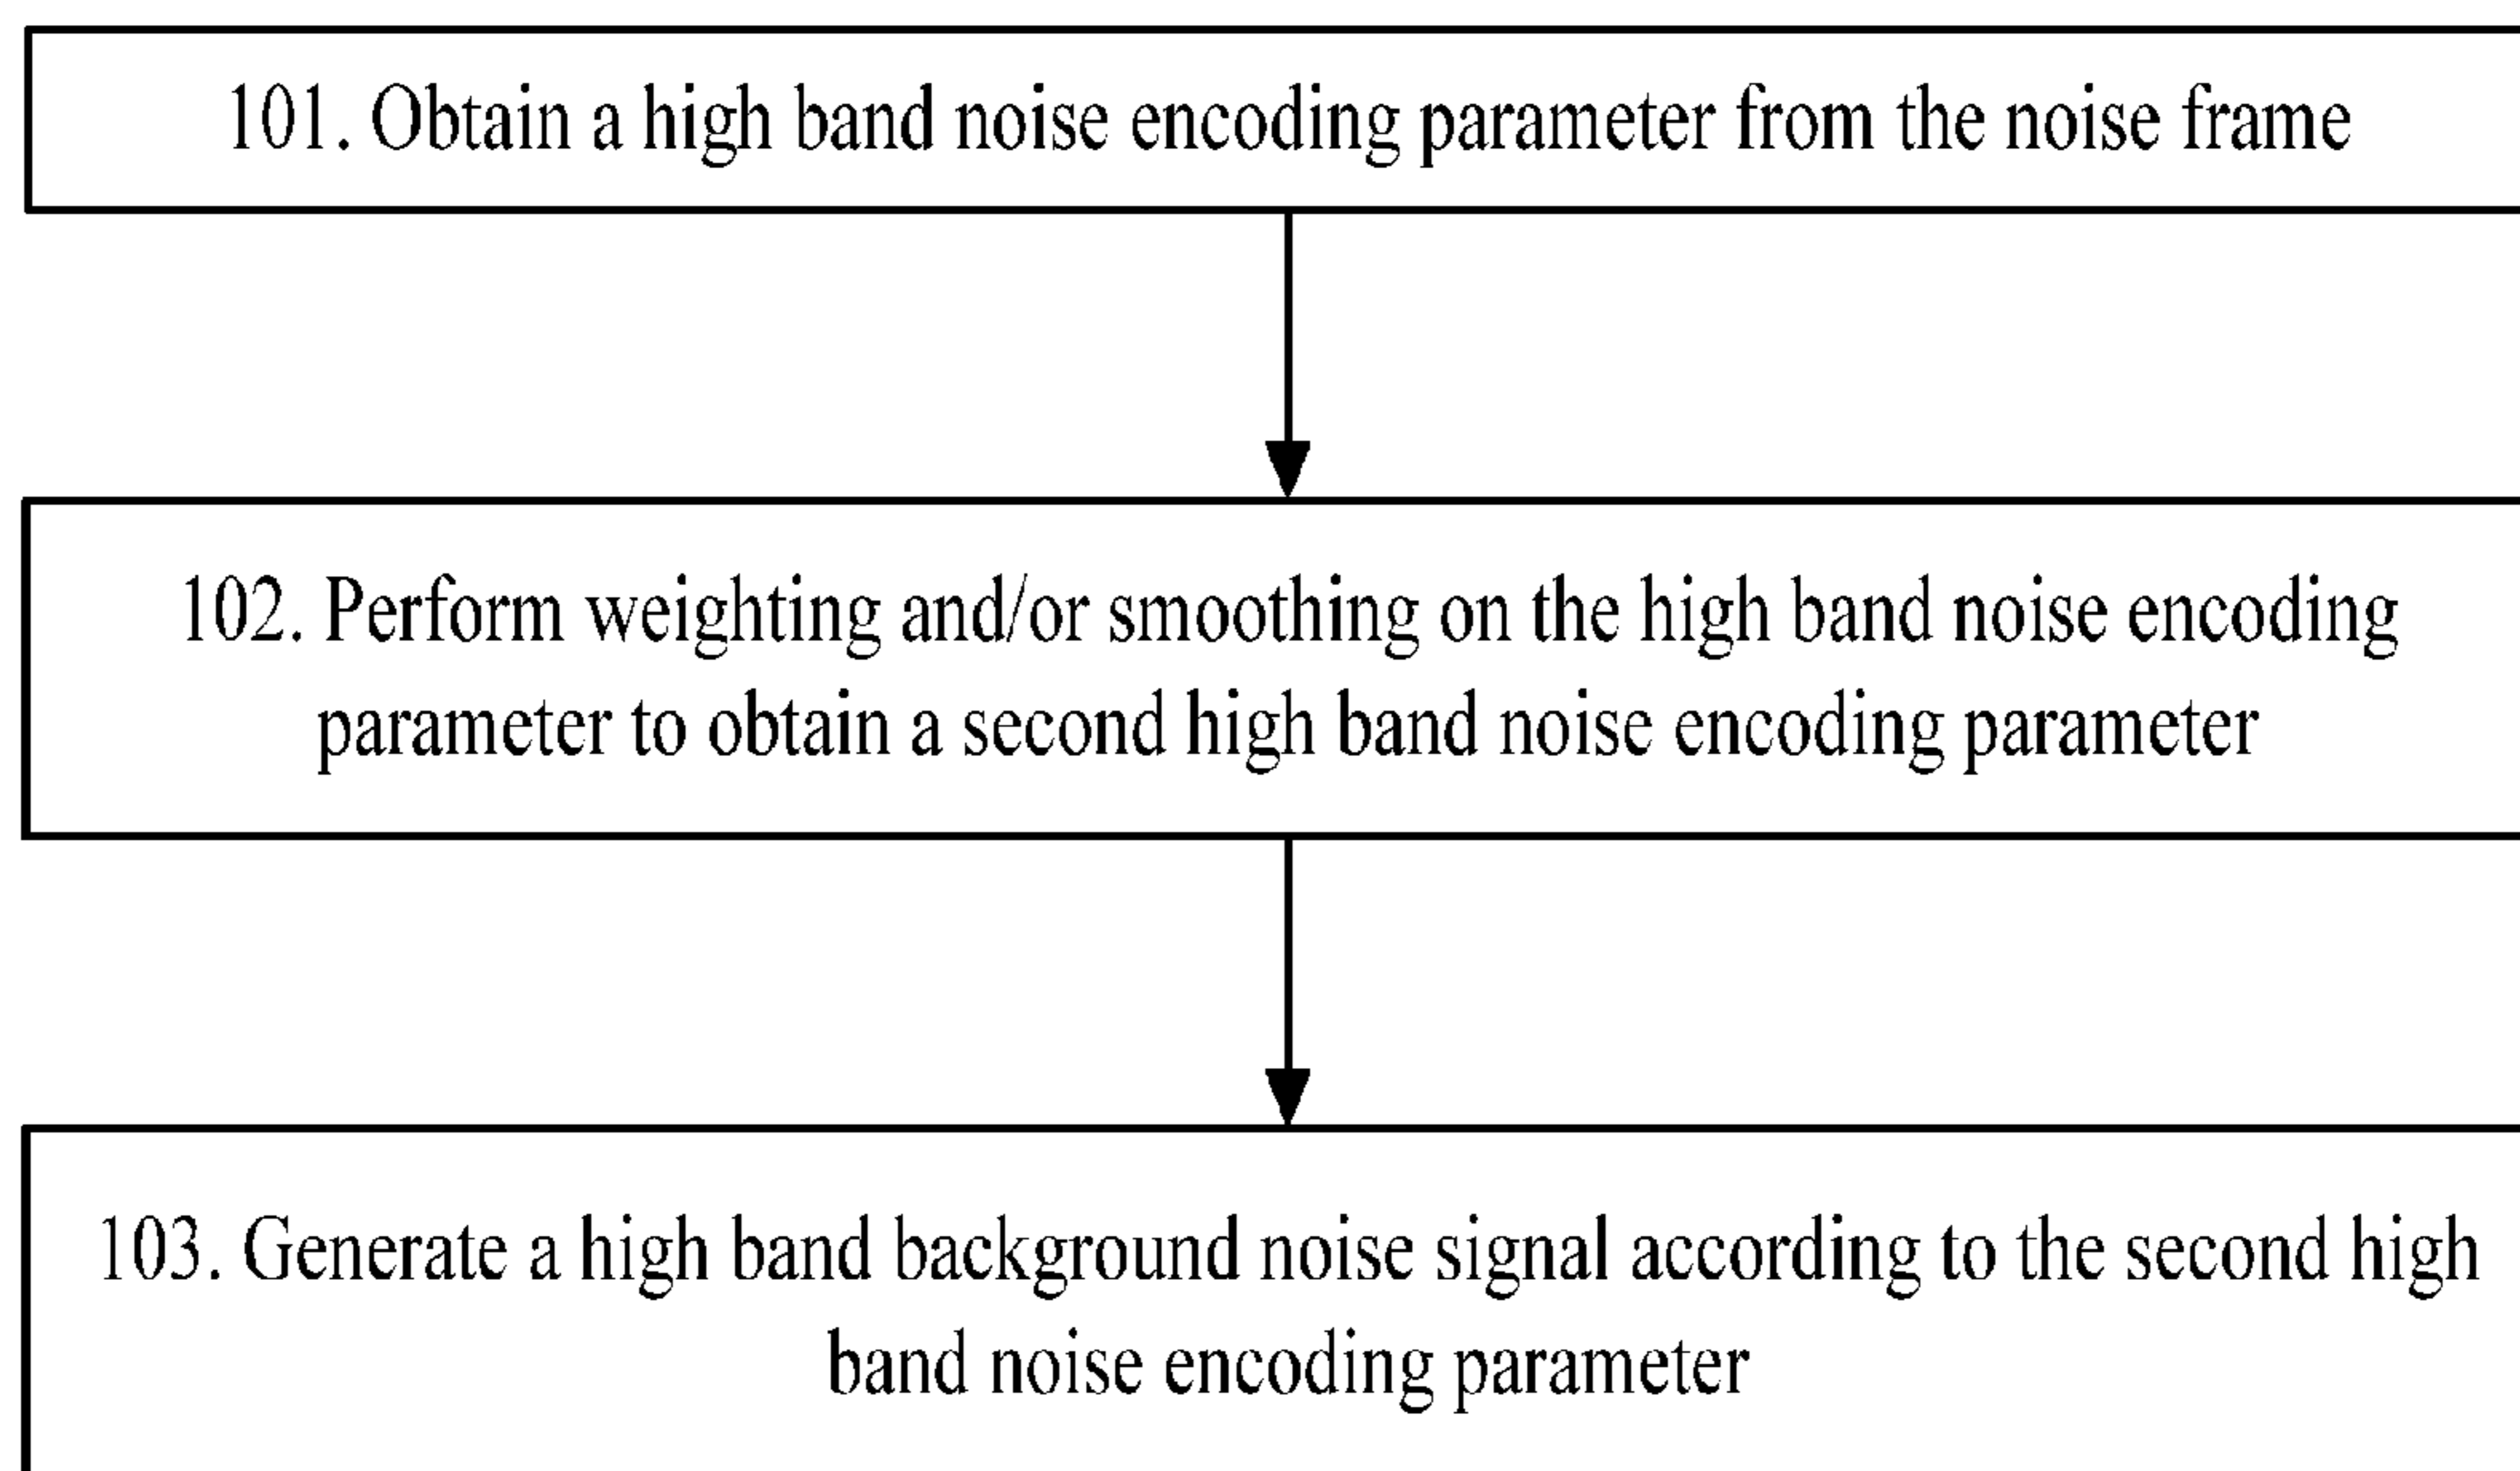 101. Obtain a high band noise encoding parameter from the noise frame
102. Perform weighting and/or smoothing on the high band noise encoding
parameter to obtain a second high band noise encoding parameter
103. Generate a high band background noise signal according to the second high
band noise encoding parameter